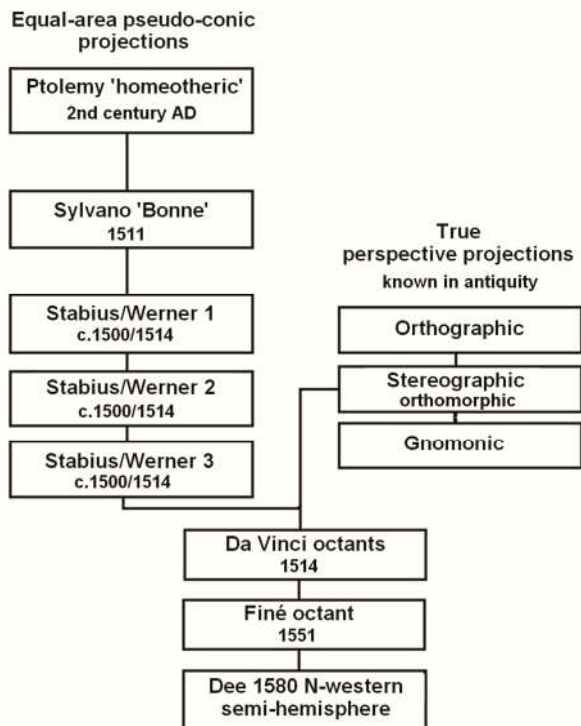 Equal-area pseudo-conic
projections
Ptolemy 'homeotheric'
2nd century AD
Sylvano 'Bonne'
1511
Stabius/Werner 1
c.1500/1514
Stabius/Werner 2
c.1500/1514
Stabius/Werner 3
c.1500/1514
True
perspective projections
known in antiquity
Orthographic
Stereographic
orthomorphic
Gnomonic
Da Vinci octants
1514
Finé octant
1551
Dee 1580 N-western
semi-hemisphere